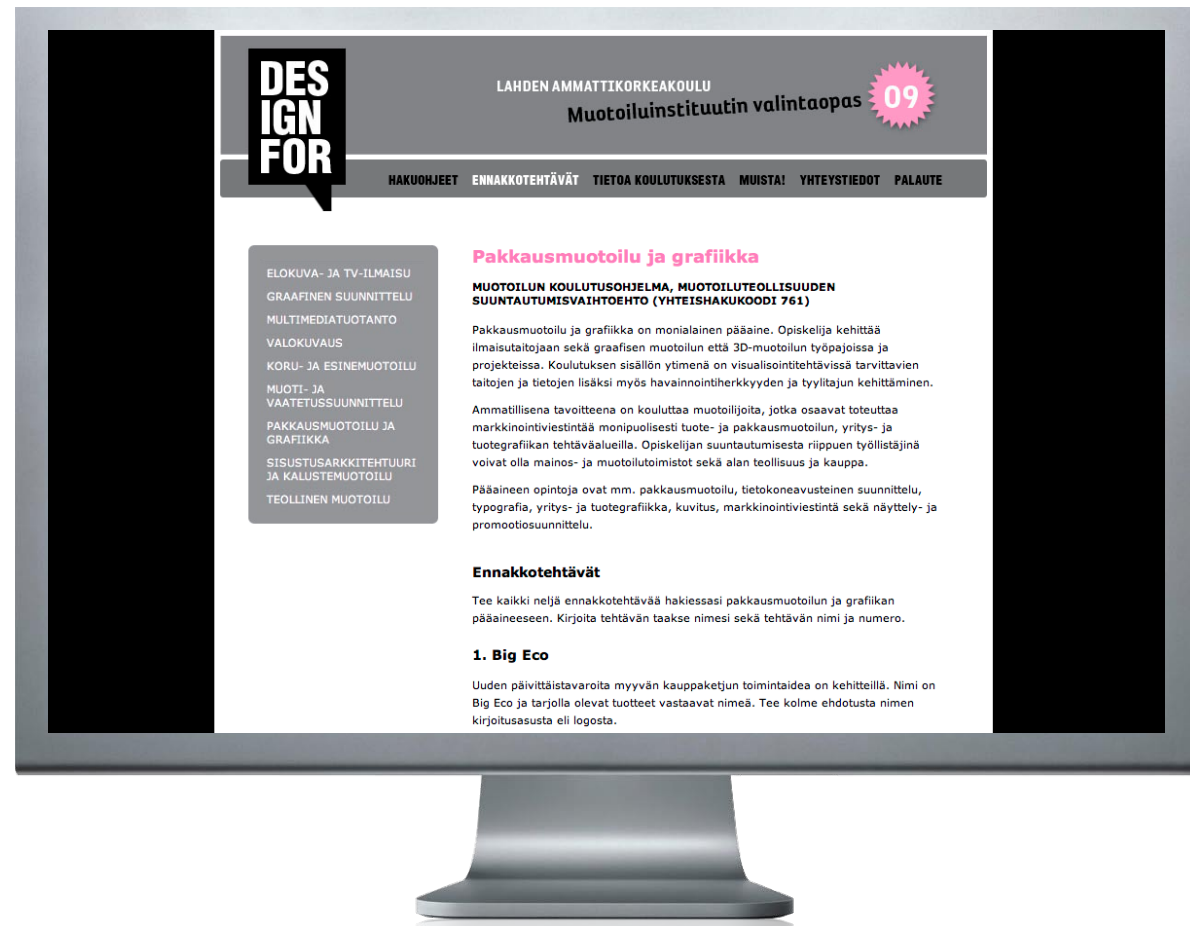 DES
IGN
FOR
LAHDEN AMMATTIKORKEAKOULU
Muotoiluinstituutin valintaopas
09
HAKUOHJEET ENNAKKOTEHTÄVÄT TIETOA KOULUTUKSESTA MUISTA! YHTEYSTIEDOT PALAUTE
ELOKUVA- JA TV-ILMAISU
GRAAFINEN SUUNNITTELU
MULTIMEDIATUOTANTO
VALOKUVAUS
KORU- JA ESINEMUOTOILU
MUOTI- JA
VAATETUSSUUNNITTELU
PAKKAUSMUOTOILU JA
GRAFIIKKA
SISUSTUSARKKITEHTUURI
JA KALUSTEMUOTOILU
TEOLLINEN MUOTOILU
Pakkausmuotoilu ja grafiikka
MUOTOILUN KOULUTUSOHJELMA, MUOTOILUTEOLLISUUDEN
SUUNTAUTUMISVAIHTOEHTO (YHTEISHAKUKOODI 761)
Pakkausmuotoilu ja grafiikka on monialainen pääaine. Opiskelija kehittää
ilmaisutaitojaan sekä graafisen muotoilun että 3D-muotoilun työpajoissa ja
projekteissa. Koulutuksen sisällön ytimenä on visualisointitehtävissä tarvittavien
taitojen ja tietojen lisäksi myös havainnointiherkkyyden ja tyylitajun kehittäminen.
Ammatillisena tavoitteena on kouluttaa muotoilijoita, jotka osaavat toteuttaa
markkinointiviestintää monipuolisesti tuote- ja pakkausmuotoilun, yritys- ja
tuotegrafiikan tehtäväalueilla. Opiskelijan suuntautumisesta riippuen työllistäjinä
voivat olla mainos- ja muotoilutoimistot sekä alan teollisuus ja kauppa.
Pääaineen opintoja ovat mm. pakkausmuotoilu, tietokoneavusteinen suunnittelu,
typografia, yritys- ja tuotegrafiikka, kuvitus, markkinointiviestintä sekä näyttely- ja
promootiosuunnittelu.
Ennakkotehtävät
Tee kaikki neljä ennakkotehtävää hakiessasi pakkausmuotoilun ja grafiikan
pääaineeseen. Kirjoita tehtävän taakse nimesi sekä tehtävän nimi ja numero.
1. Big Eco
Uuden päivittäistavaroita myyvän kauppaketjun toimintaidea on kehitteillä. Nimi on
Big Eco ja tarjolla olevat tuotteet vastaavat nimeä. Tee kolme ehdotusta nimen
kirjoitusasusta eli logosta.